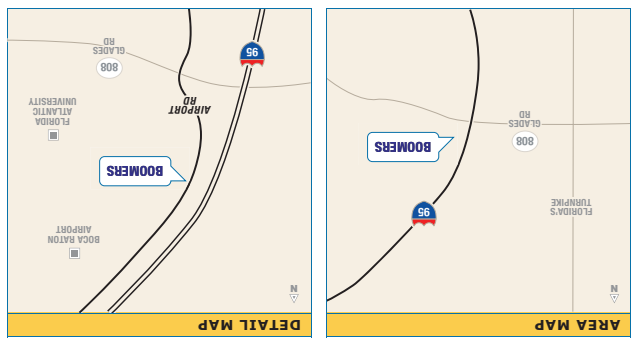 AREA MAP
N
FLORIDA'S
TURNPIKE
95
BOOMERS
808
GLADES
RD
DETAIL MAP
N
BOCA RATON
AIRPORT
BOOMERS
FLORIDA
ATLANTIC
UNIVERSITY
AIRPORT
RD
808
GLADES
RD
95